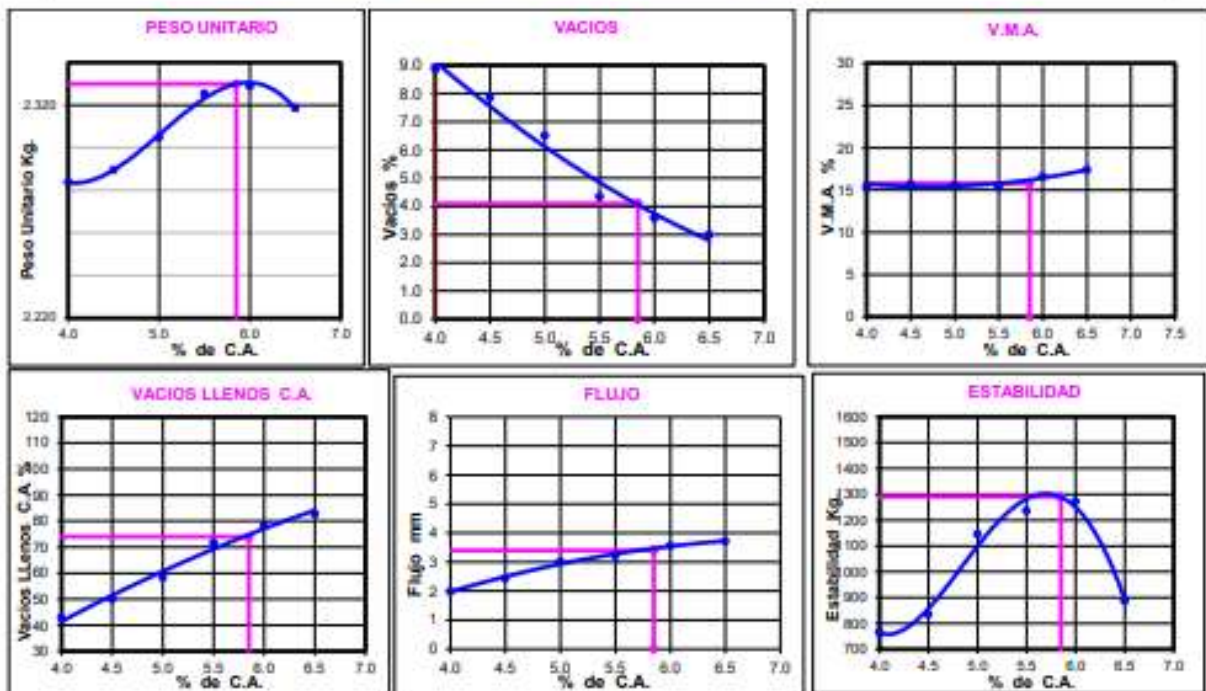 PESO UNITARIO
Peso Unitario Kg.
2.320
2.220
4.0 5.0 6.0 7.0
% de C.A.
VACIOS
Vacios %
9.0
8.0
7.0
6.0
5.0
4.0
3.0
2.0
1.0
0.0
4.0 4.5 5.0 5.5 6.0 6.5 7.0
% de C.A.
V.M.A.
V.M.A. %
30
25
20
15
10
5
0
4.0 4.5 5.0 5.5 6.0 6.5 7.0 7.5
% de C.A.
VACIOS LLENOS C.A.
Vacios LLenos C.A %
120
110
100
90
80
70
60
50
40
30
4.0 4.5 5.0 5.5 6.0 6.5 7.0
% de C.A.
FLUJO
Flujo mm
8
7
6
5
4
3
2
1
0
4.0 4.5 5.0 5.5 6.0 6.5 7.0
% de C.A.
ESTABILIDAD
Estabilidad Kg.
1600
1500
1400
1300
1200
1100
1000
900
800
700
4.0 4.5 5.0 5.5 6.0 6.5 7.0
% de C.A.